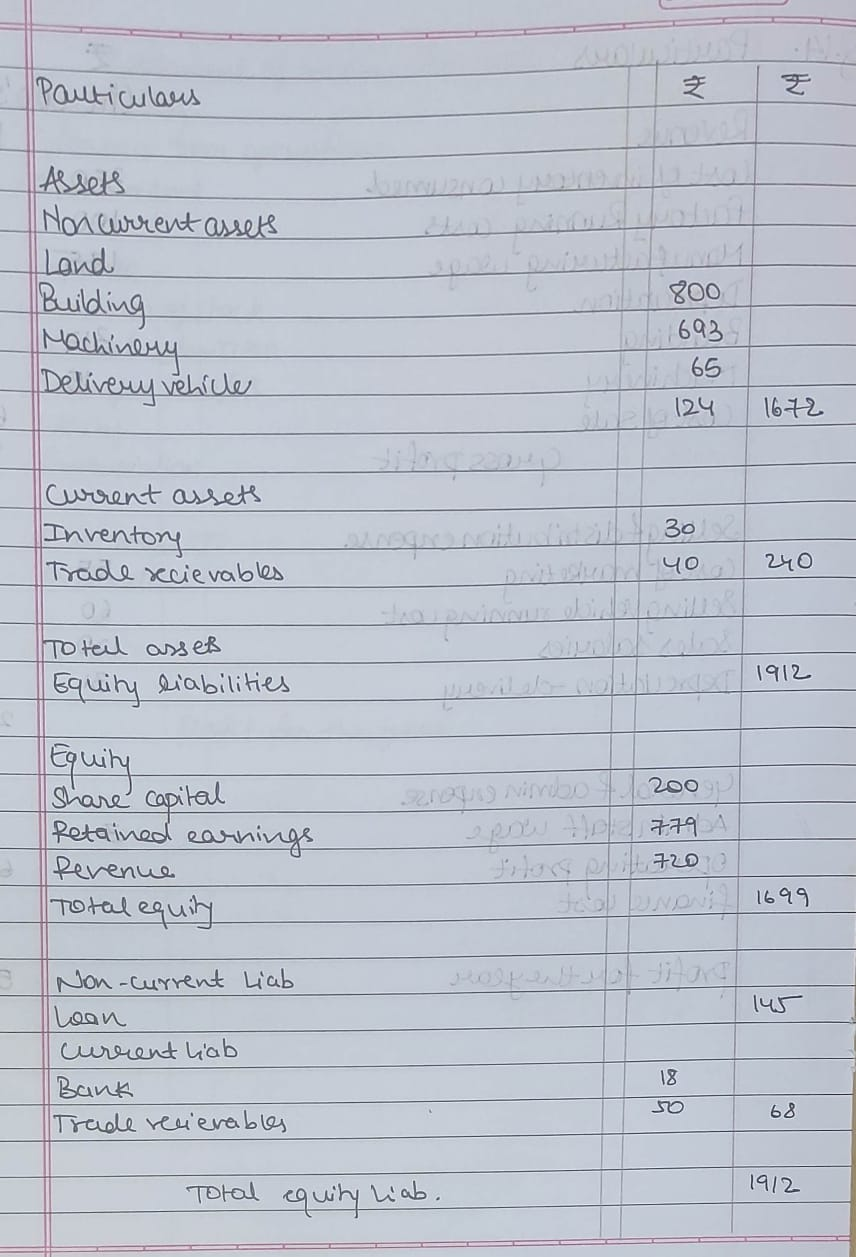 Particulars ₹ ₹
Assets
Noncurrent assets
Land
Building 800
Machinery 693
Delivery vehicle 65
124 1672
Current assets
Inventory 30
Trade recievables 40 240
Total assets
Equity liabilities 1912
Equity
Share capital 200
Retained earnings 779
Revenue 720
Total equity 1699
Non-current Liab
Loan 145
Current Liab
Bank 18
Trade recievables 50 68
Total equity Liab. 1912